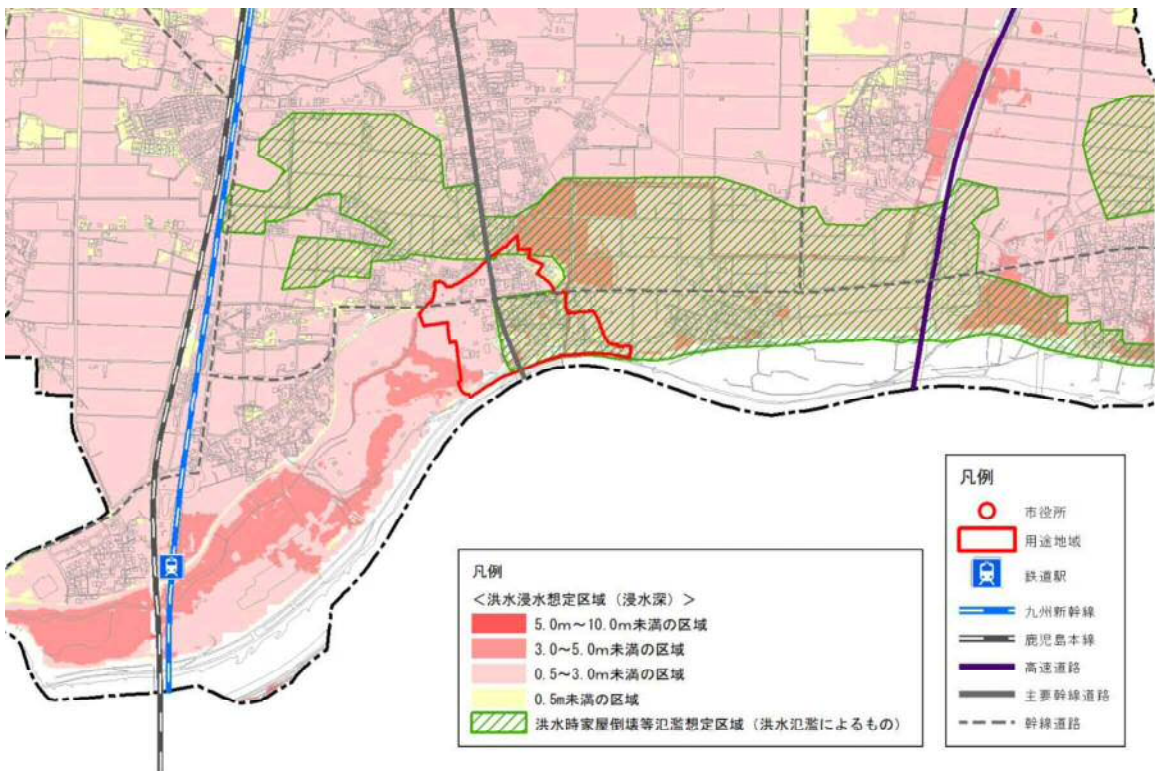 凡例
<洪水浸水想定区域（浸水深）>
5.0m～10.0m未満の区域
3.0～5.0m未満の区域
0.5～3.0m未満の区域
0.5m未満の区域
洪水時家屋倒壊等氾濫想定区域（洪水氾濫によるもの）
凡例
市役所
用途地域
鉄道駅
九州新幹線
鹿児島本線
高速道路
主要幹線道路
幹線道路